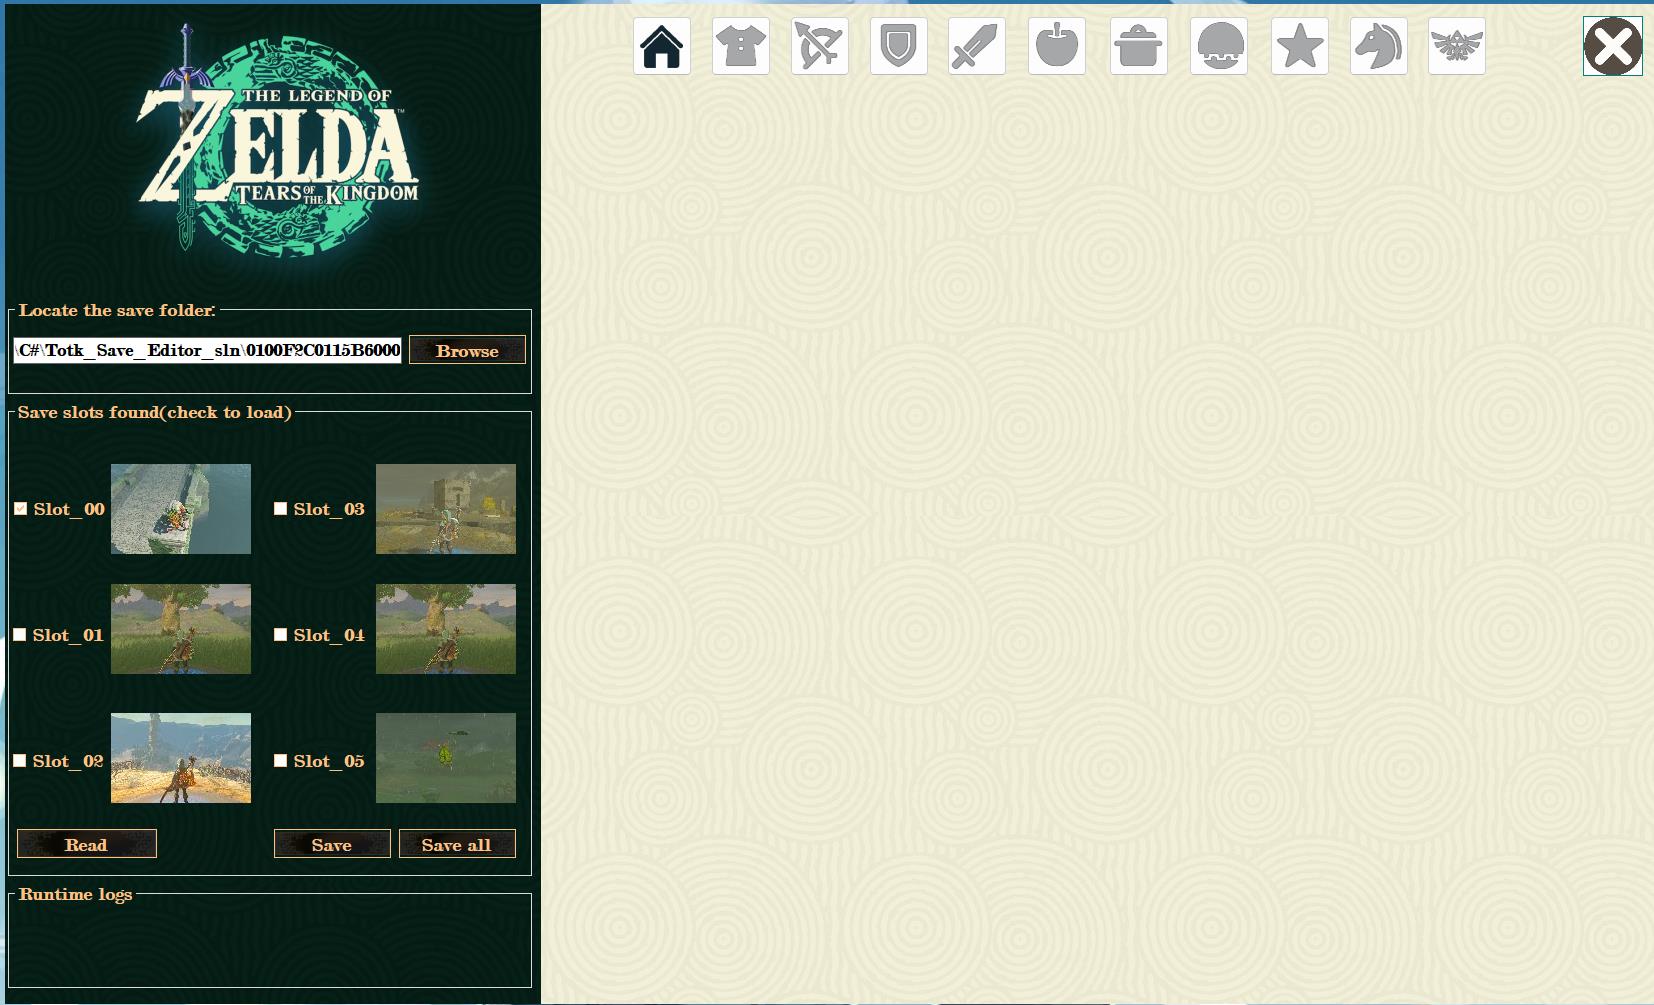 THE LEGEND OF
ZELDA™
TEARS OF THE KINGDOM
Locate the save folder:
\C#\Totk_Save_Editor_sln\0100F2C0115B6000
Browse
Save slots found(check to load)
Slot_00
Slot_03
Slot_01
Slot_04
Slot_02
Slot_05
Read
Save
Save all
Runtime logs